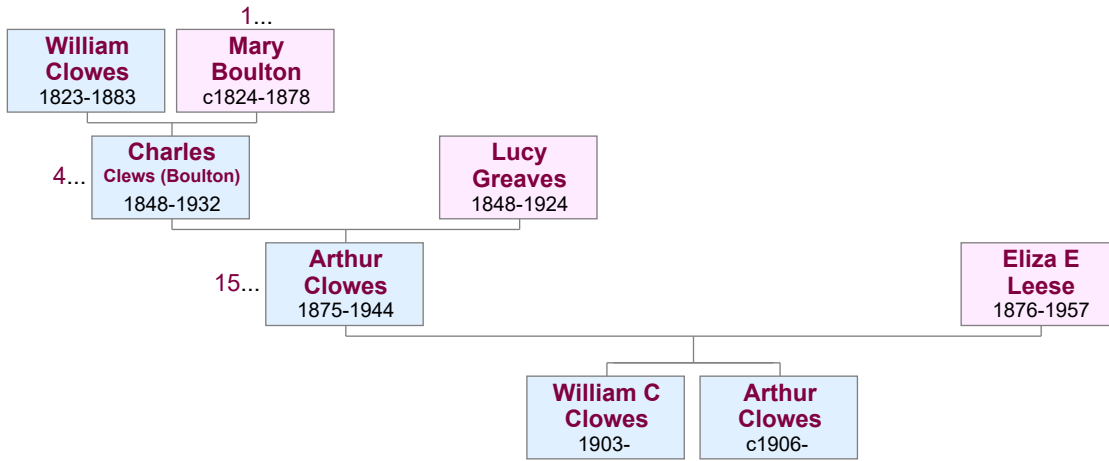 1...
William
Clowes
1823-1883
Mary
Boulton
c1824-1878
4...
Charles
Clews (Boulton)
1848-1932
Lucy
Greaves
1848-1924
15...
Arthur
Clowes
1875-1944
Eliza E
Leese
1876-1957
William C
Clowes
1903-
Arthur
Clowes
c1906-